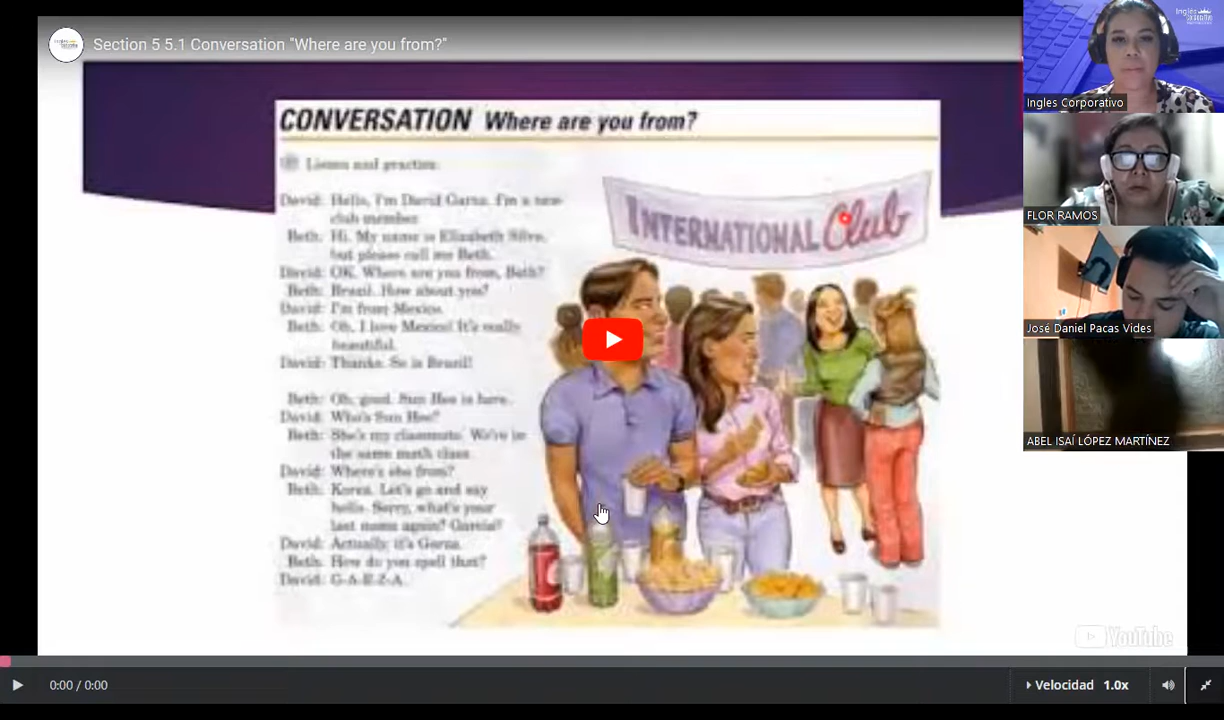 Section 5 5.1 Conversation "Where are you from?"
CONVERSATION Where are you from?
Listen and practice.
David: Hello, I'm David Garza. I'm a new
club member.
Beth: Hi. My name is Elizabeth Silva,
but please call me Beth.
David: OK. Where are you from, Beth?
Beth: Brazil. How about you?
David: I'm from Mexico.
Beth: Oh, I love Mexico! It's really
beautiful.
David: Thanks. So is Brazil!
Beth: Oh, good. Sun Hee is here.
David: Who's Sun Hee?
Beth: She's my classmate. We're in
the same math class.
David: Where's she from?
Beth: Korea. Let's go and say
hello. Sorry, what's your
last name again? Garcia?
David: Actually, it's Garza.
Beth: How do you spell that?
David: G-A-R-Z-A.
INTERNATIONAL Club
YouTube
0:00 / 0:00
Velocidad 1.0x
Inglés
Ingles Corporativo
FLOR RAMOS
José Daniel Pacas Vides
ABEL ISAÍ LÓPEZ MARTÍNEZ